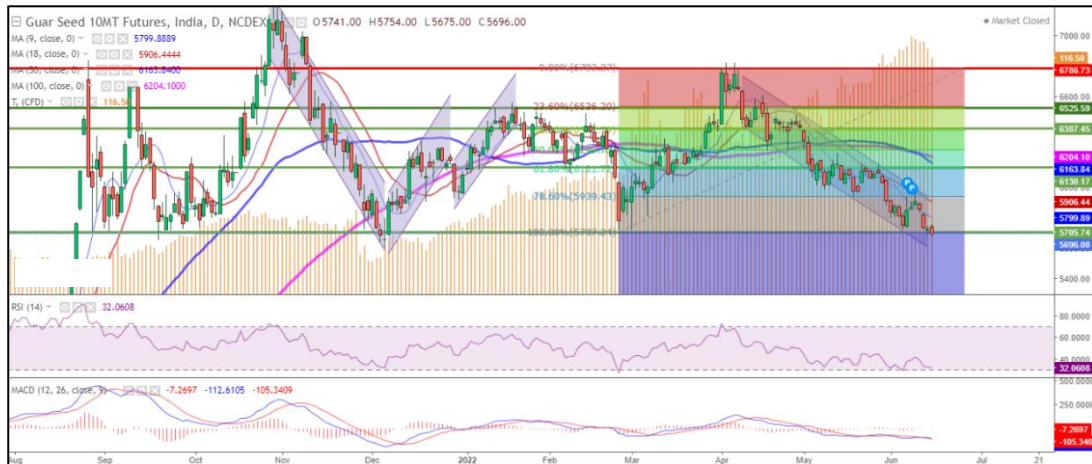 Guar Seed 10MT Futures, India, D, NCDEX O5741.00 H5754.00 L5675.00 C5696.00
Market Closed
MA (9, close, 0) 5799.8889
MA (18, close, 0) 5906.4444
MA (50, close, 0) 6163.8400
MA (100, close, 0) 6204.1000
T, (CFD) 116.50
7000.00
116.50
6786.73
6600.00
6525.59
6387.45
6204.10
6163.84
6130.17
6000.00
5906.44
5799.89
5705.74
5696.00
5400.00
23.60%(6526.20)
78.60%(5939.43)
RSI (14) 32.0608
80.0000
60.0000
40.0000
32.0608
MACD (12, 26, close, 9) -7.2697 -112.6105 -105.3409
500.000
250.0000
-7.2697
-105.340
Aug Sep Oct Nov Dec 2022 Feb Mar Apr May Jun Jul 21